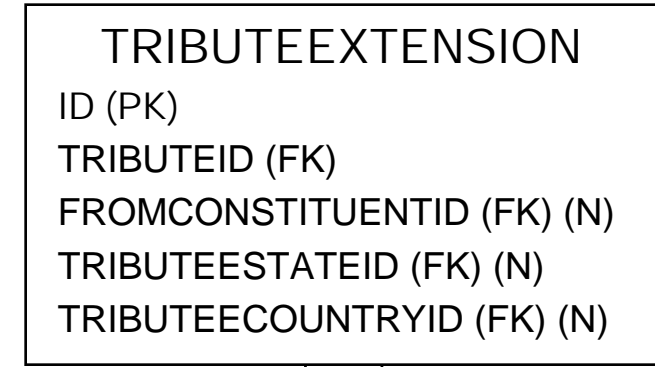 TRIBUTEEXTENSION
ID (PK)
TRIBUTEID (FK)
FROMCONSTITUENTID (FK) (N)
TRIBUTEESTATEID (FK) (N)
TRIBUTEECOUNTRYID (FK) (N)